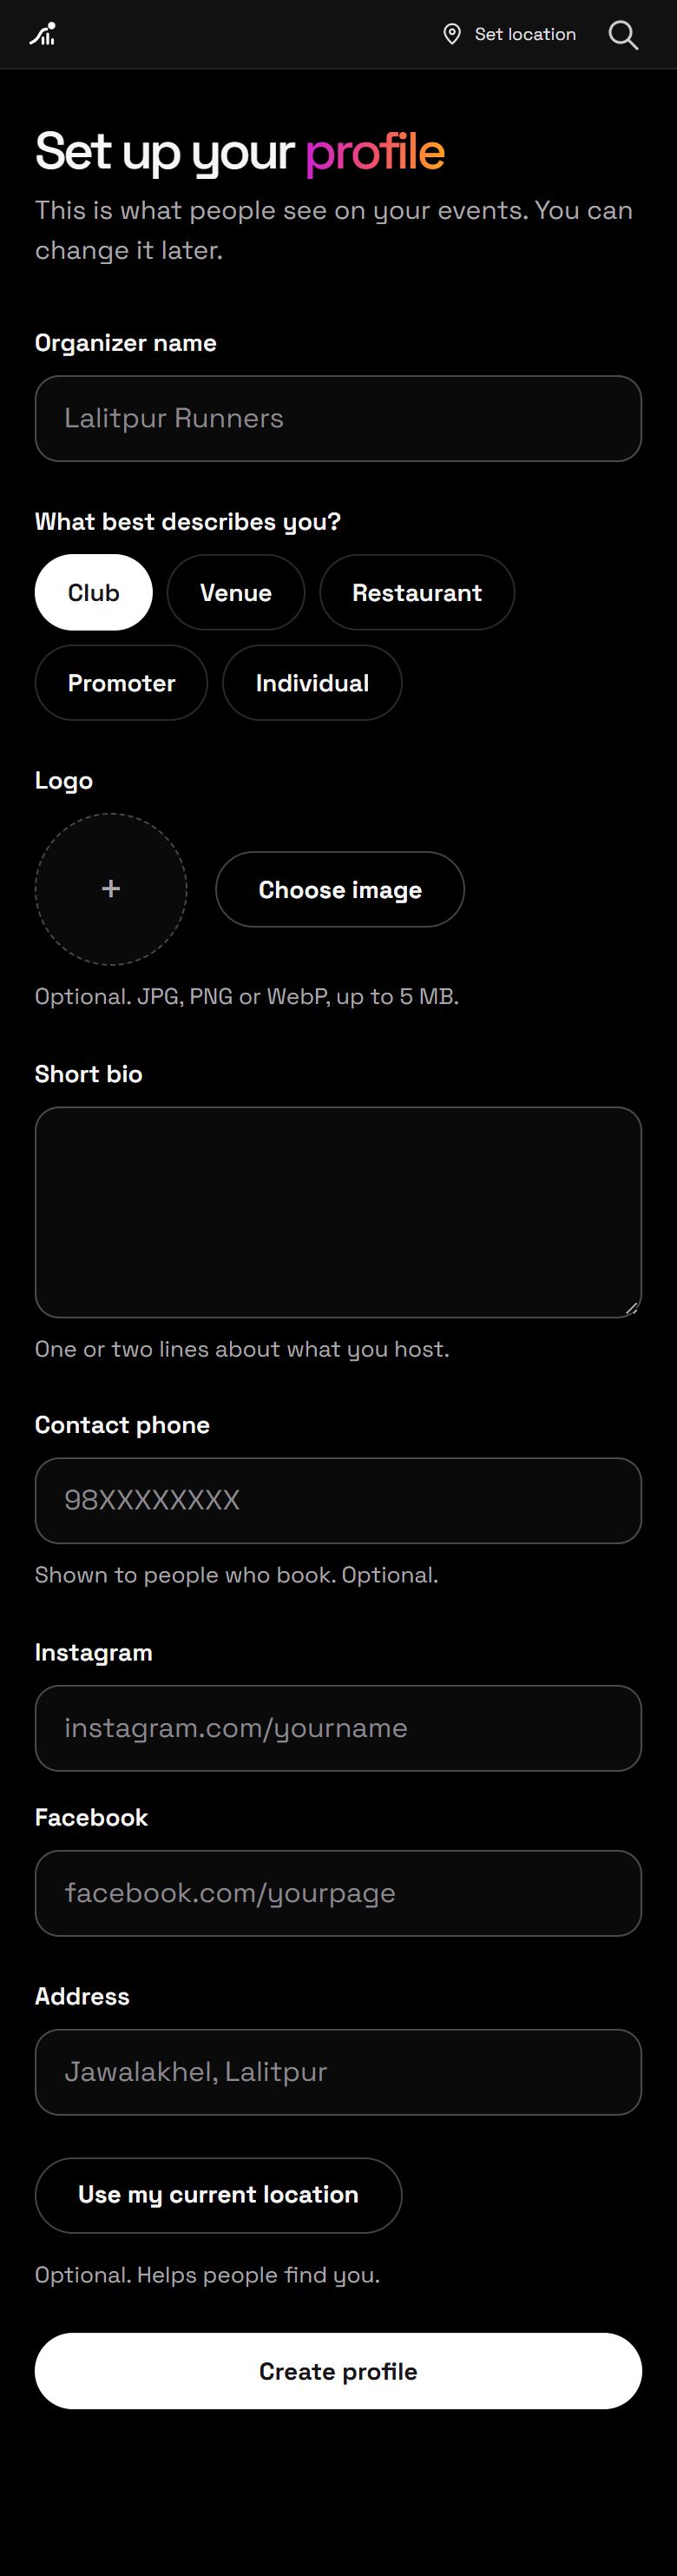 Set location
Set up your profile
This is what people see on your events. You can
change it later.
Organizer name
Lalitpur Runners
What best describes you?
Club
Venue
Restaurant
Promoter
Individual
Logo
+
Choose image
Optional. JPG, PNG or WebP, up to 5 MB.
Short bio
One or two lines about what you host.
Contact phone
98XXXXXXXX
Shown to people who book. Optional.
Instagram
instagram.com/yourname
Facebook
facebook.com/yourpage
Address
Jawalakhel, Lalitpur
Use my current location
Optional. Helps people find you.
Create profile